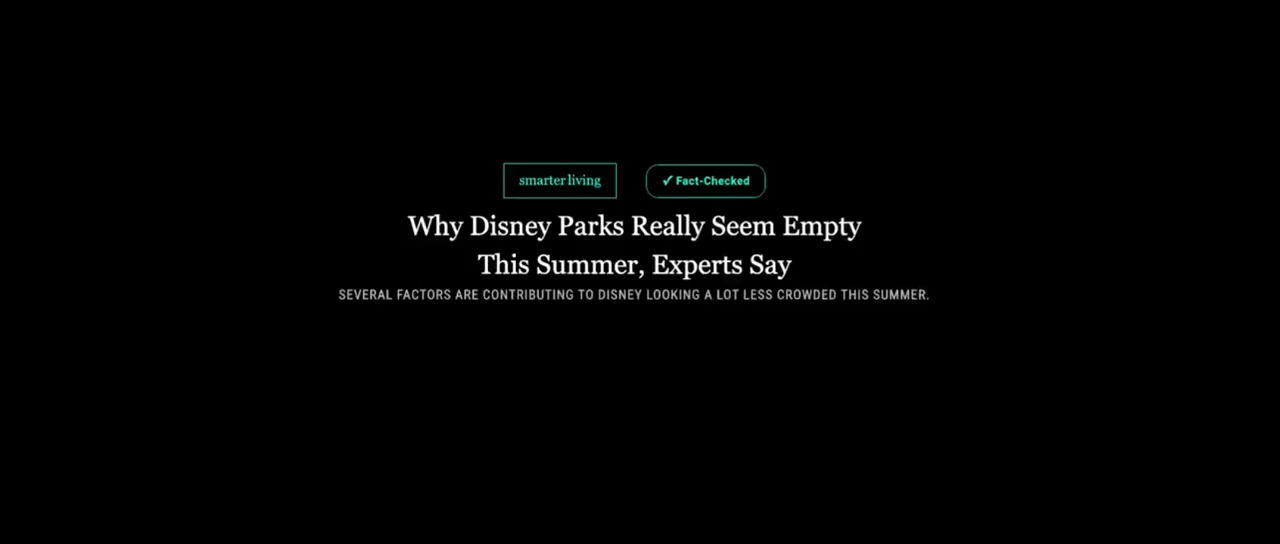 smarter living
✓ Fact-Checked
Why Disney Parks Really Seem Empty
This Summer, Experts Say
SEVERAL FACTORS ARE CONTRIBUTING TO DISNEY LOOKING A LOT LESS CROWDED THIS SUMMER.